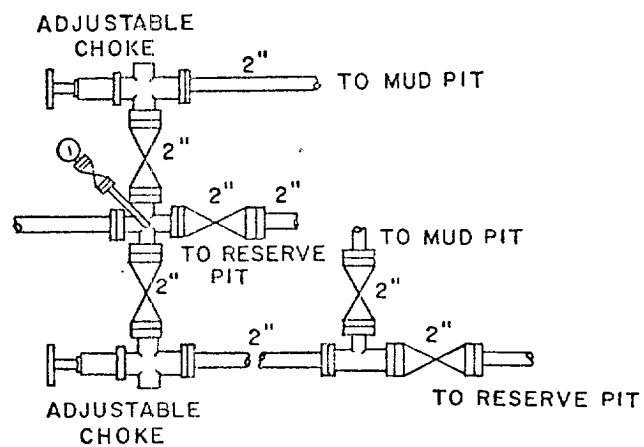 ADJUSTABLE
CHOKE
2"
TO MUD PIT
2"
1
2"
2"
TO RESERVE
PIT
TO MUD PIT
2"
2"
2"
2"
TO RESERVE PIT
ADJUSTABLE
CHOKE